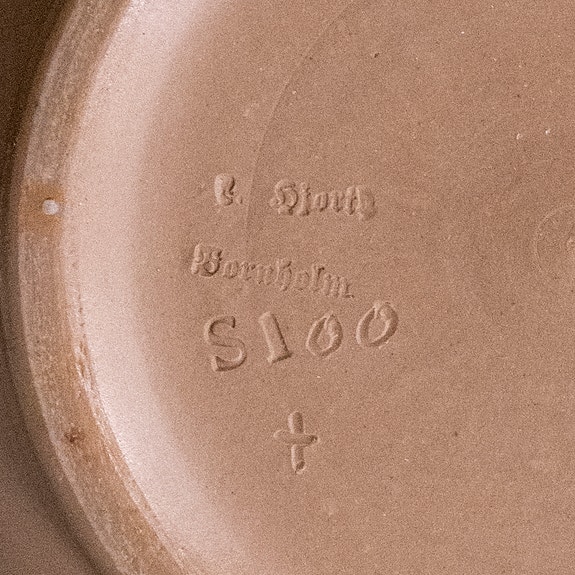 L. Hjorth
Bornholm.
S100
+